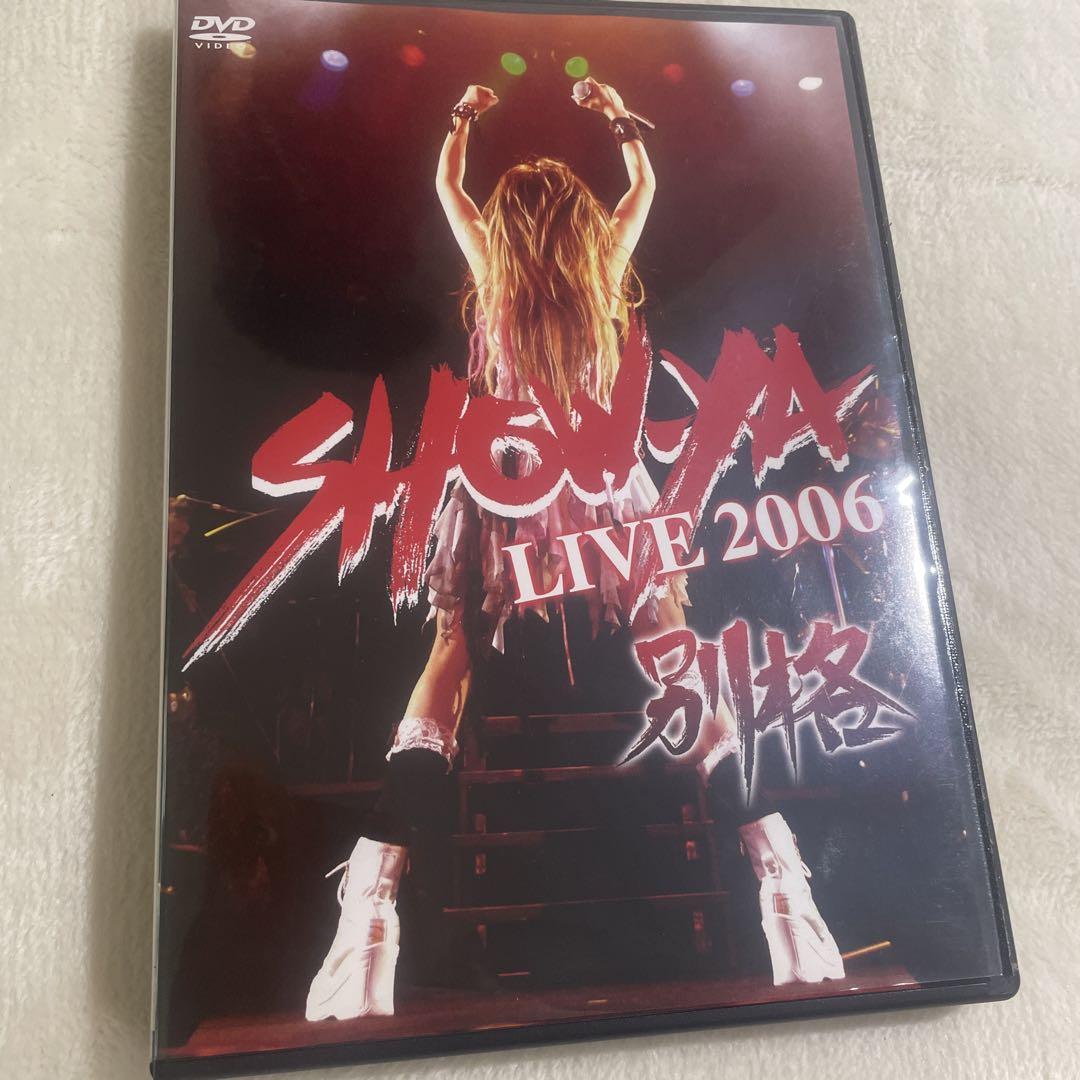 DVD
VIDEO
SHOW-YA
LIVE 2006
別格